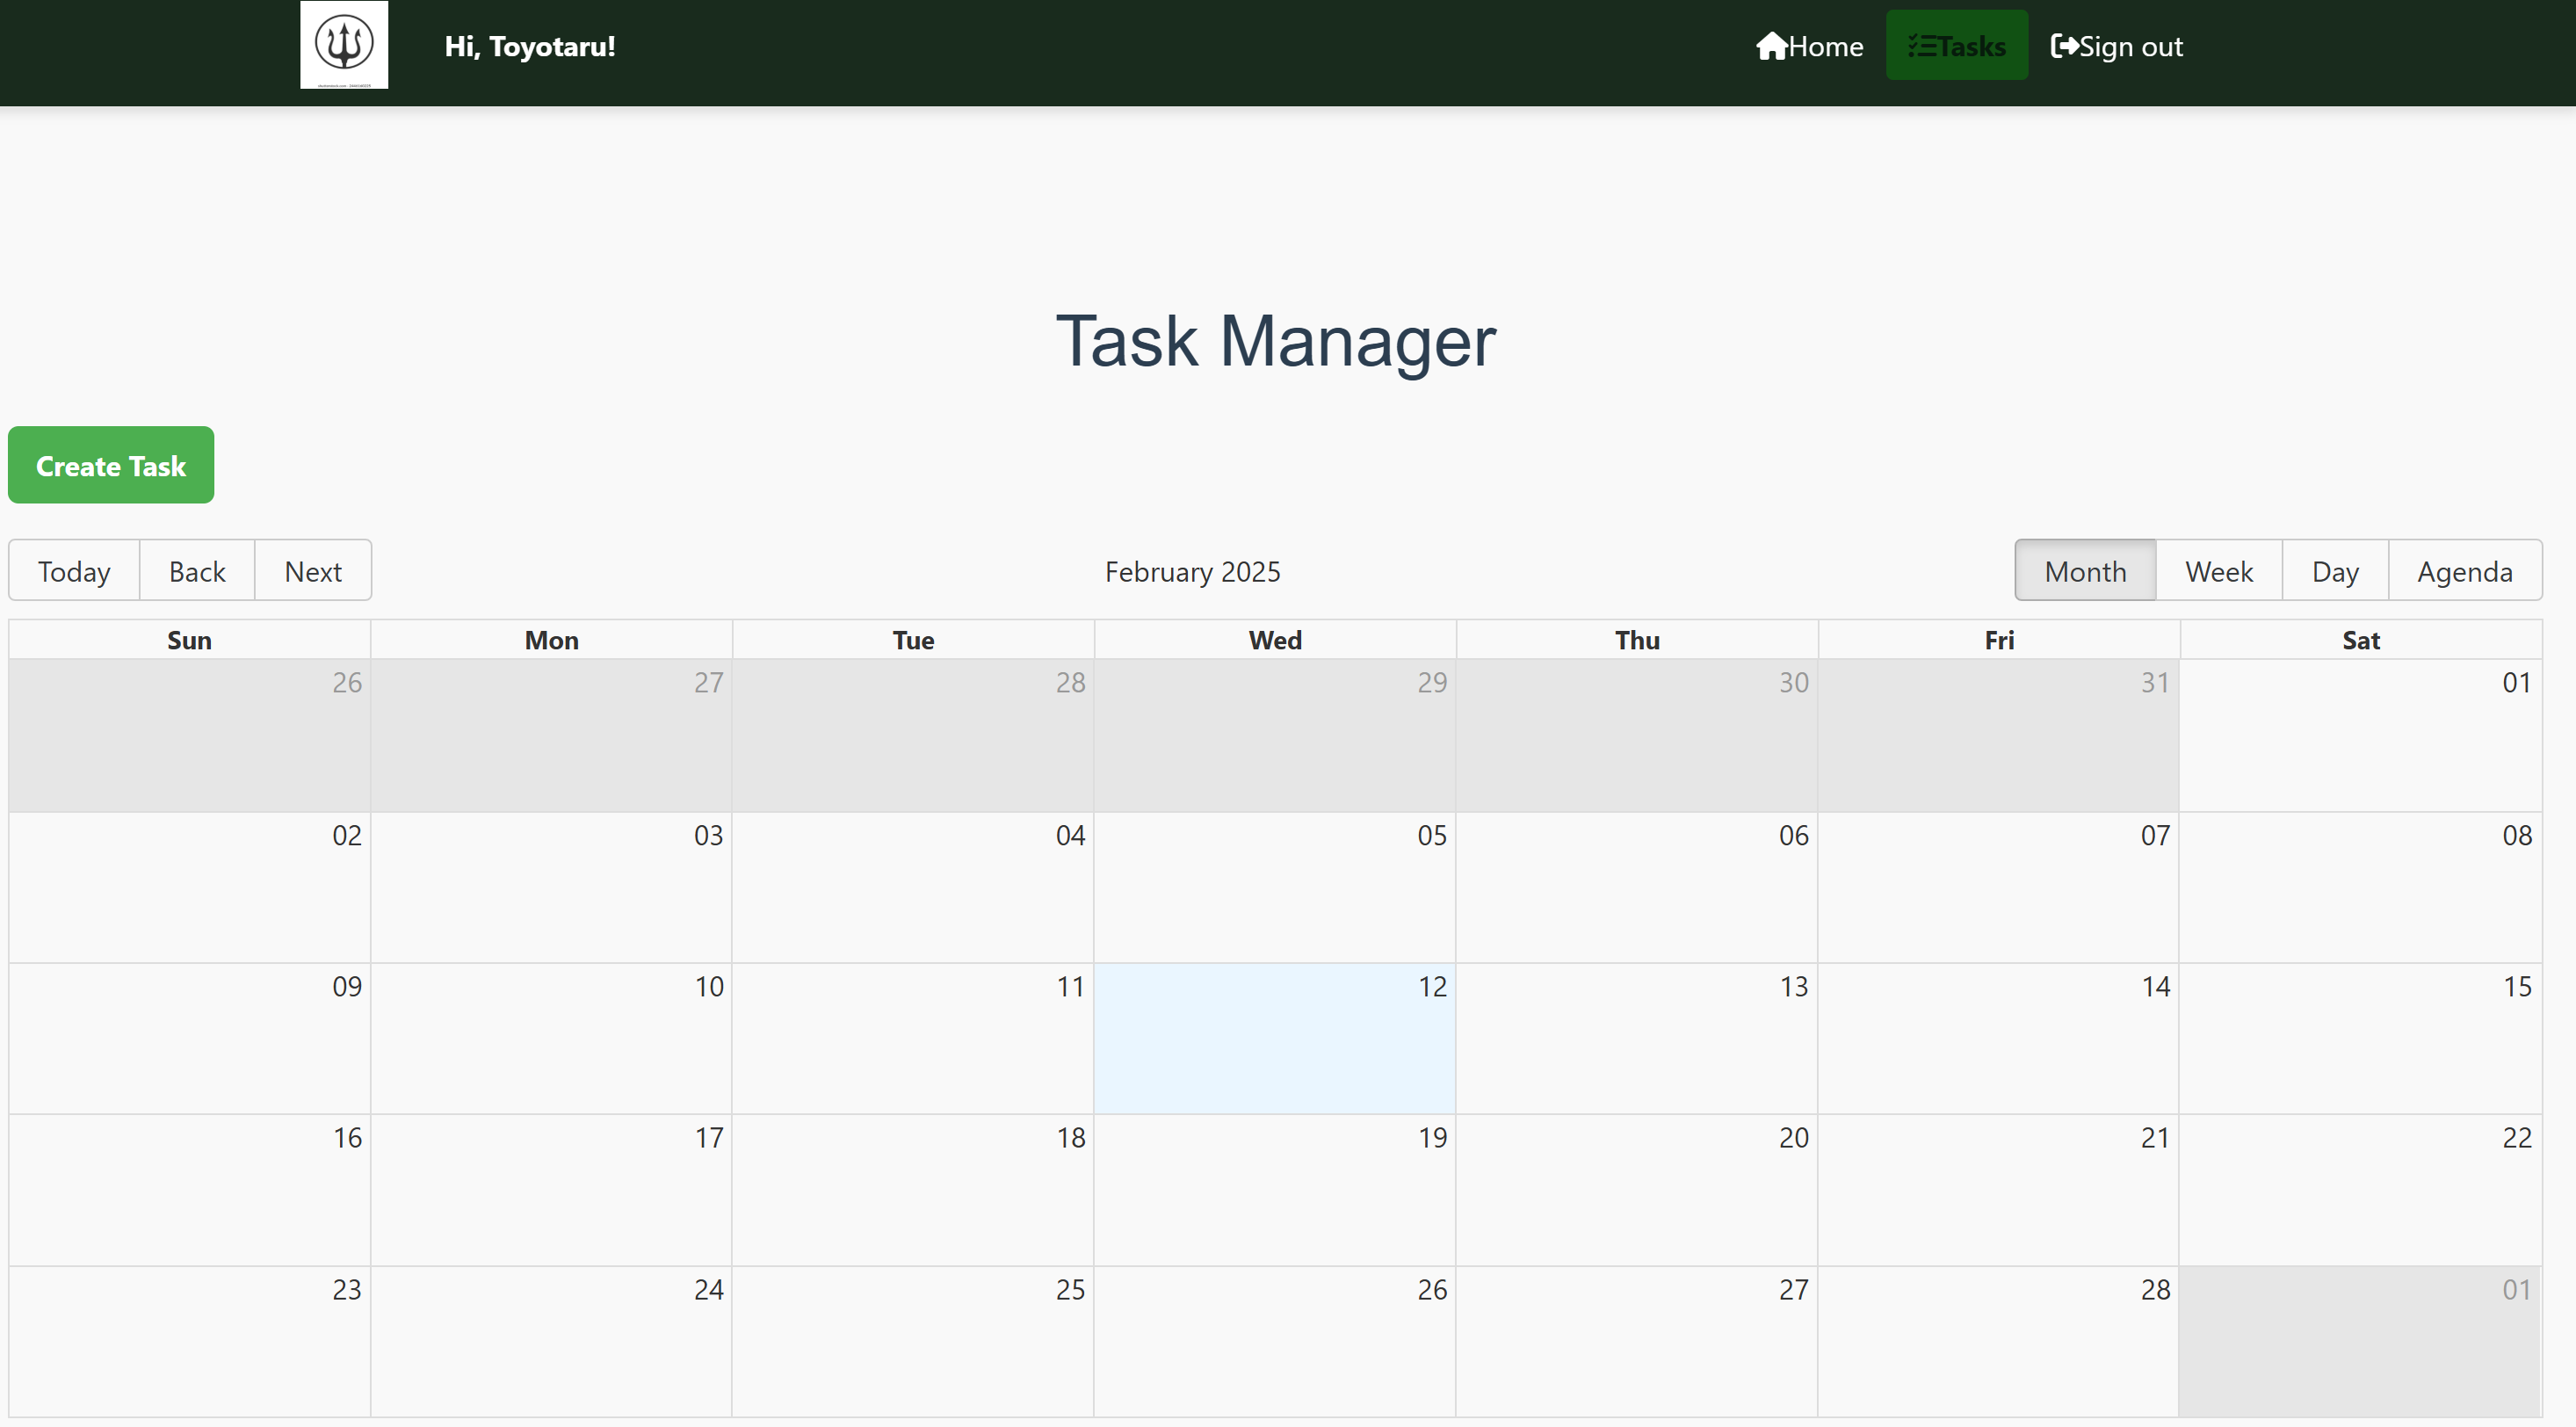 Hi, Toyotaru!
Home Tasks Sign out
Task Manager
Create Task
Today Back Next
February 2025
Month Week Day Agenda
Sun Mon Tue Wed Thu Fri Sat
26 27 28 29 30 31 01
02 03 04 05 06 07 08
09 10 11 12 13 14 15
16 17 18 19 20 21 22
23 24 25 26 27 28 01